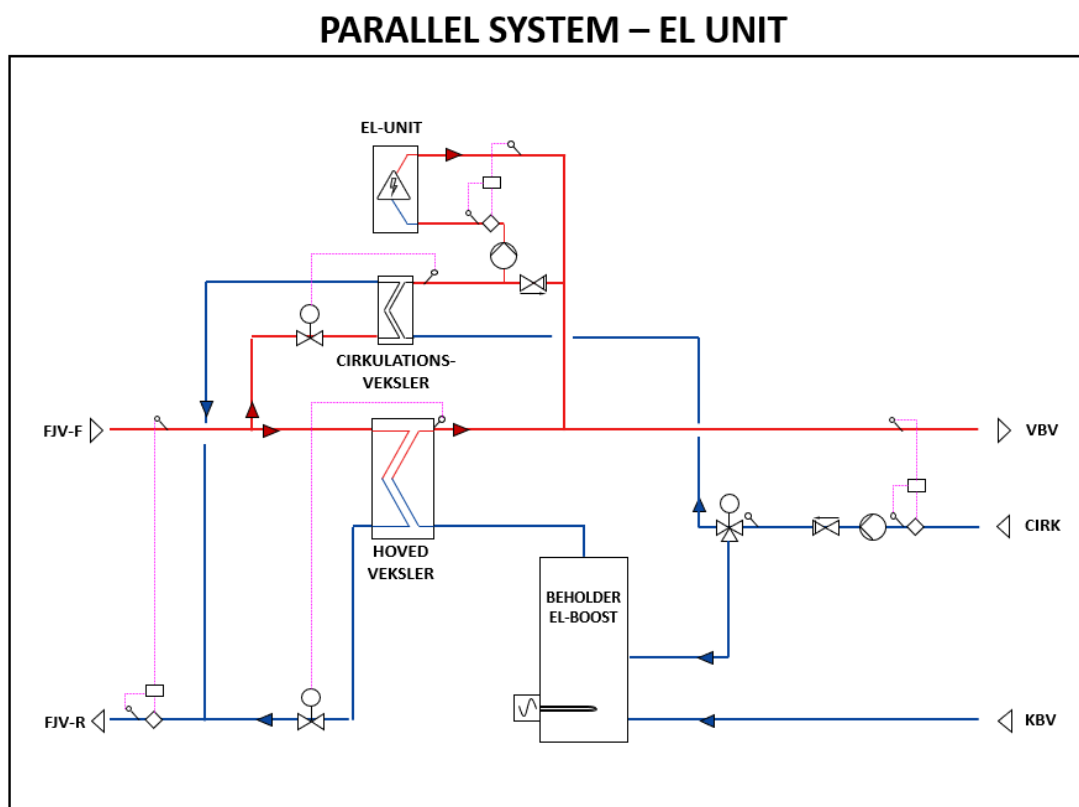 PARALLEL SYSTEM – EL UNIT
EL-UNIT
CIRKULATIONS-
VEKSLER
FJV-F
VBV
CIRK
HOVED
VEKSLER
BEHOLDER
EL-BOOST
FJV-R
KBV